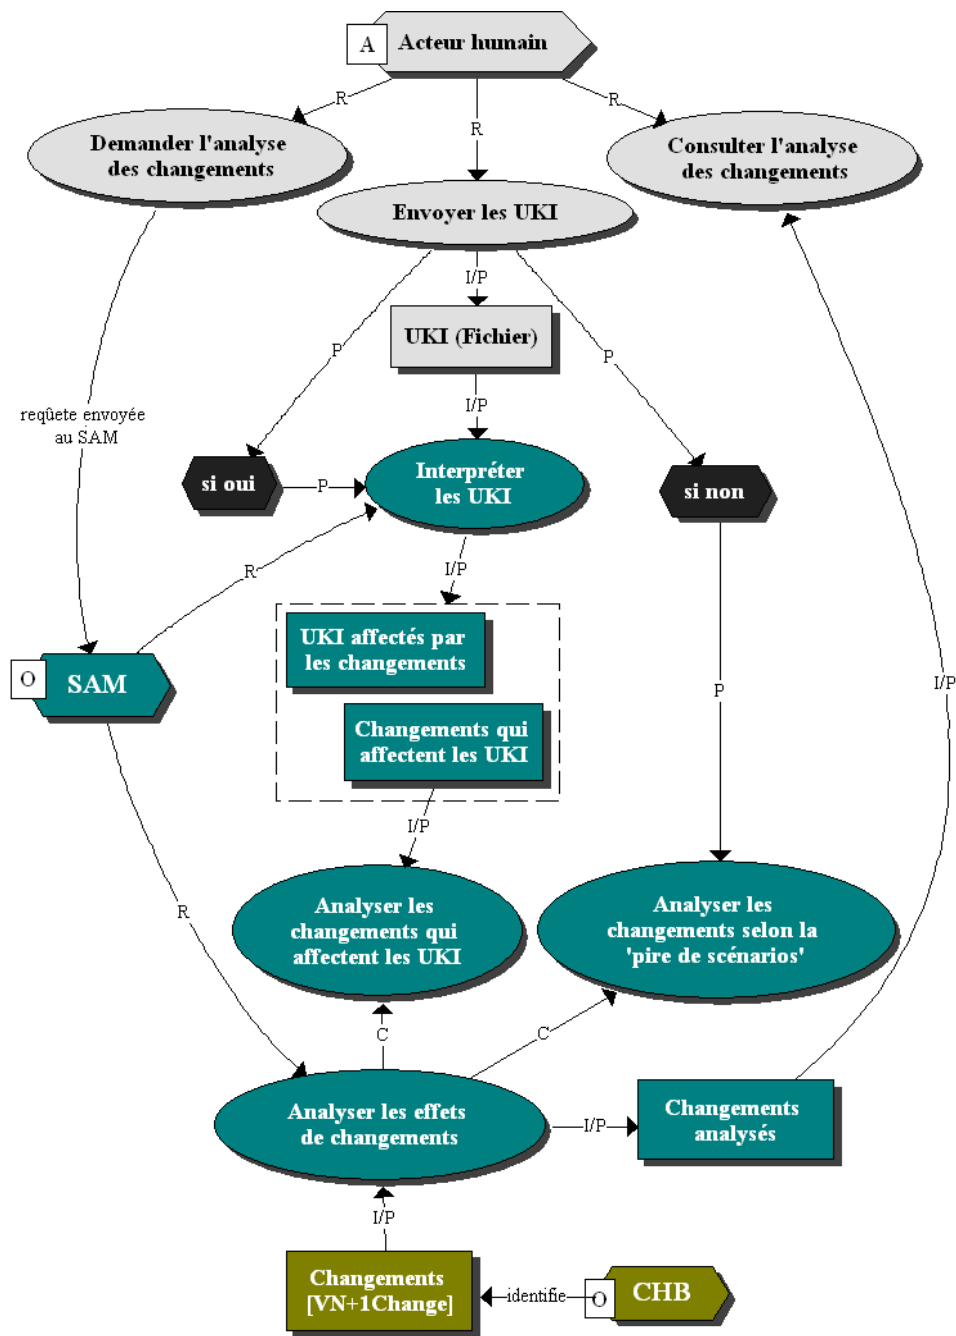 A
Acteur humain
R
R
R
Demander l'analyse
des changements
Consulter l'analyse
des changements
Envoyer les UKI
I/P
UKI (Fichier)
P
P
I/P
reqûete envoyée
au SAM
si oui
P
Interpréter
les UKI
si non
R
I/P
UKI affectés par
les changements
O
SAM
P
I/P
Changements qui
affectent les UKI
I/P
R
Analyser les
changements qui
affectent les UKI
Analyser les
changements selon la
'pire de scénarios'
C
C
Analyser les effets
de changements
I/P
Changements
analysés
I/P
Changements
[VN+1Change]
identifie
O
CHB